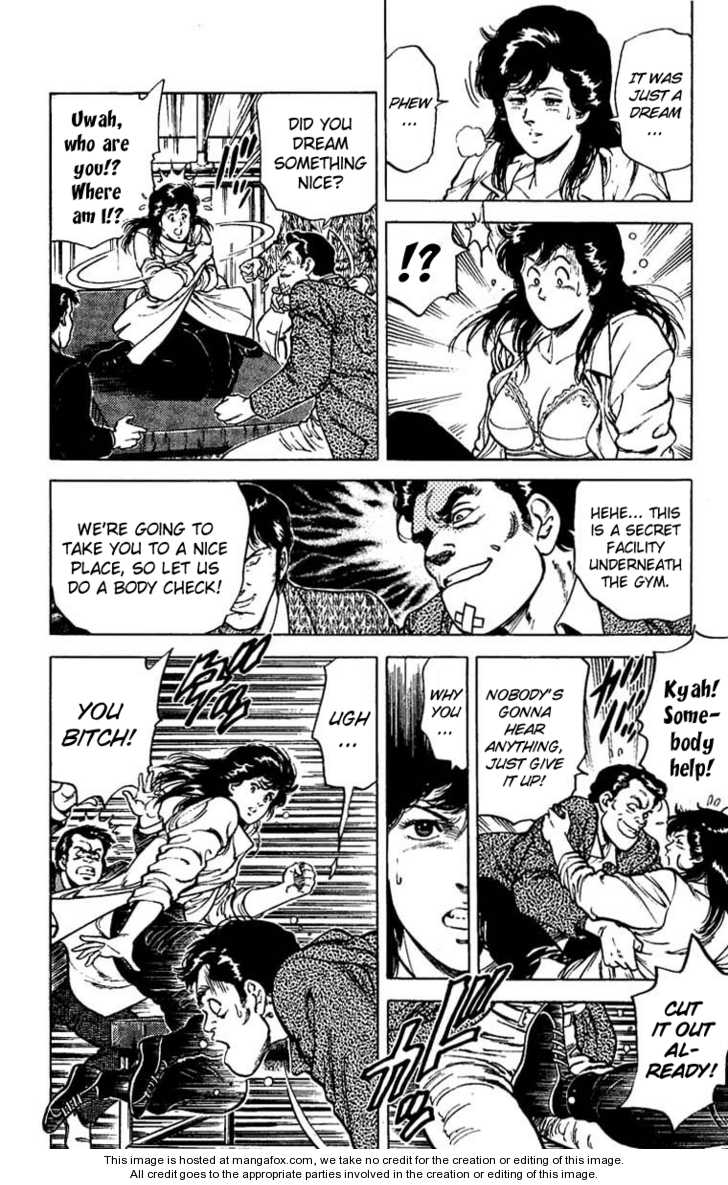 IT WAS
JUST A
DREAM
...
PHEW
...
!?
DID YOU
DREAM
SOMETHING
NICE?
Uwah,
who are
you!?
Where
am I!?
HEHE... THIS
IS A SECRET
FACILITY
UNDERNEATH
THE GYM.
WE'RE GOING TO
TAKE YOU TO A NICE
PLACE, SO LET US
DO A BODY CHECK!
Kyah!
Some-
body
help!
NOBODY'S
GONNA
HEAR
ANYTHING,
JUST GIVE
IT UP!
WHY
YOU
...
CUT
IT OUT
AL-
READY!
UGH
...
YOU
BITCH!
This image is hosted at mangafox.com, we take no credit for the creation or editing of this image.
All credit goes to the appropriate parties involved in the creation or editing of this image.